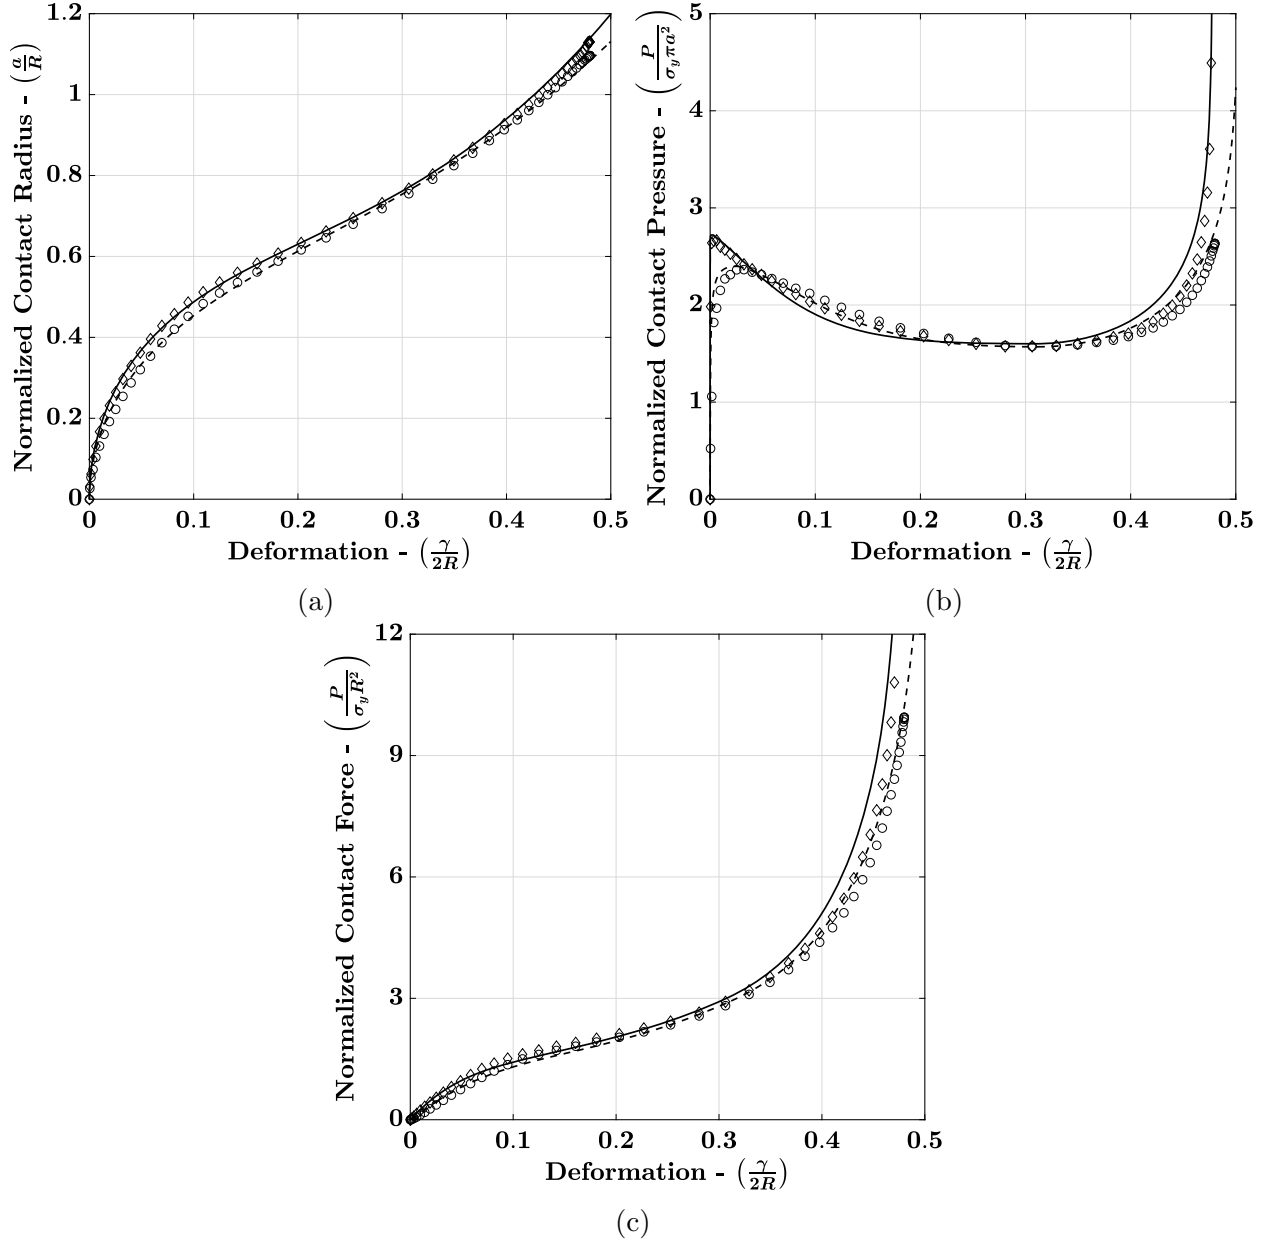 Normalized Contact Radius - (a/R)
1.2
1
0.8
0.6
0.4
0.2
0
0 0.1 0.2 0.3 0.4 0.5
Deformation - (γ/2R)
(a)
Normalized Contact Pressure - (P/σyπa²)
5
4
3
2
1
0
0 0.1 0.2 0.3 0.4 0.5
Deformation - (γ/2R)
(b)
Normalized Contact Force - (P/σyR²)
12
9
6
3
0
0 0.1 0.2 0.3 0.4 0.5
Deformation - (γ/2R)
(c)